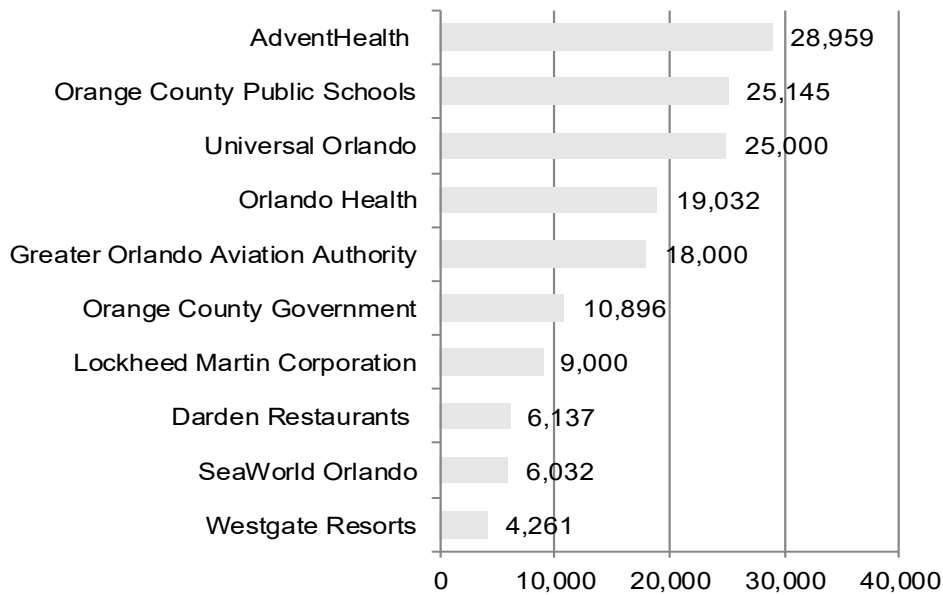 AdventHealth 28,959
Orange County Public Schools 25,145
Universal Orlando 25,000
Orlando Health 19,032
Greater Orlando Aviation Authority 18,000
Orange County Government 10,896
Lockheed Martin Corporation 9,000
Darden Restaurants 6,137
SeaWorld Orlando 6,032
Westgate Resorts 4,261
0 10,000 20,000 30,000 40,000